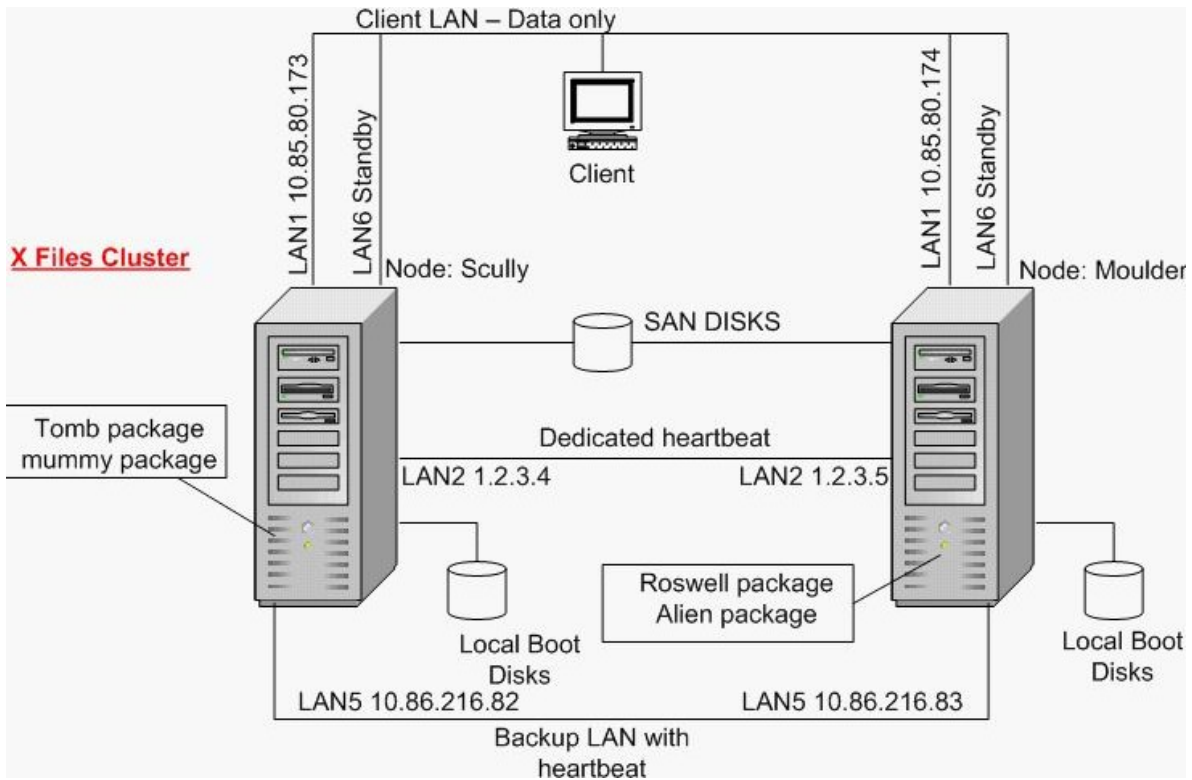 Client LAN – Data only
LAN1 10.85.80.173
LAN6 Standby
Client
LAN1 10.85.80.174
LAN6 Standby
X Files Cluster
Node: Scully
Node: Moulder
SAN DISKS
Tomb package
mummy package
Dedicated heartbeat
LAN2 1.2.3.4
LAN2 1.2.3.5
Roswell package
Alien package
Local Boot
Disks
Local Boot
Disks
LAN5 10.86.216.82
LAN5 10.86.216.83
Backup LAN with
heartbeat